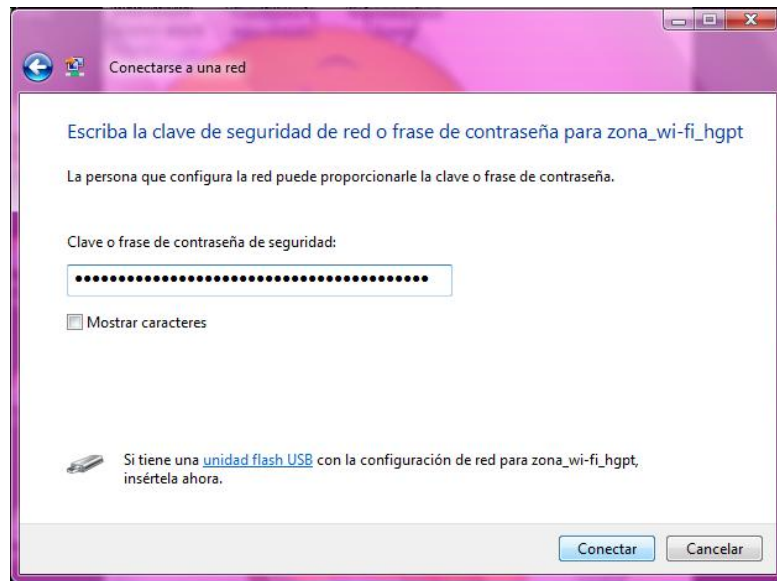 Conectarse a una red
Escriba la clave de seguridad de red o frase de contraseña para zona_wi-fi_hgpt
La persona que configura la red puede proporcionarle la clave o frase de contraseña.
Clave o frase de contraseña de seguridad:
••••••••••••••••••••••••••••••••••••••••••
Mostrar caracteres
Si tiene una unidad flash USB con la configuración de red para zona_wi-fi_hgpt,
insértela ahora.
Conectar Cancelar